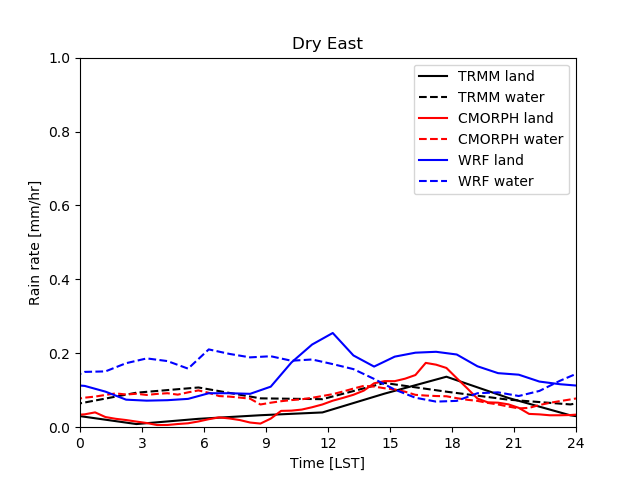 Dry East
1.0
0.8
0.6
0.4
0.2
0.0
Rain rate [mm/hr]
TRMM land
TRMM water
CMORPH land
CMORPH water
WRF land
WRF water
0 3 6 9 12 15 18 21 24
Time [LST]